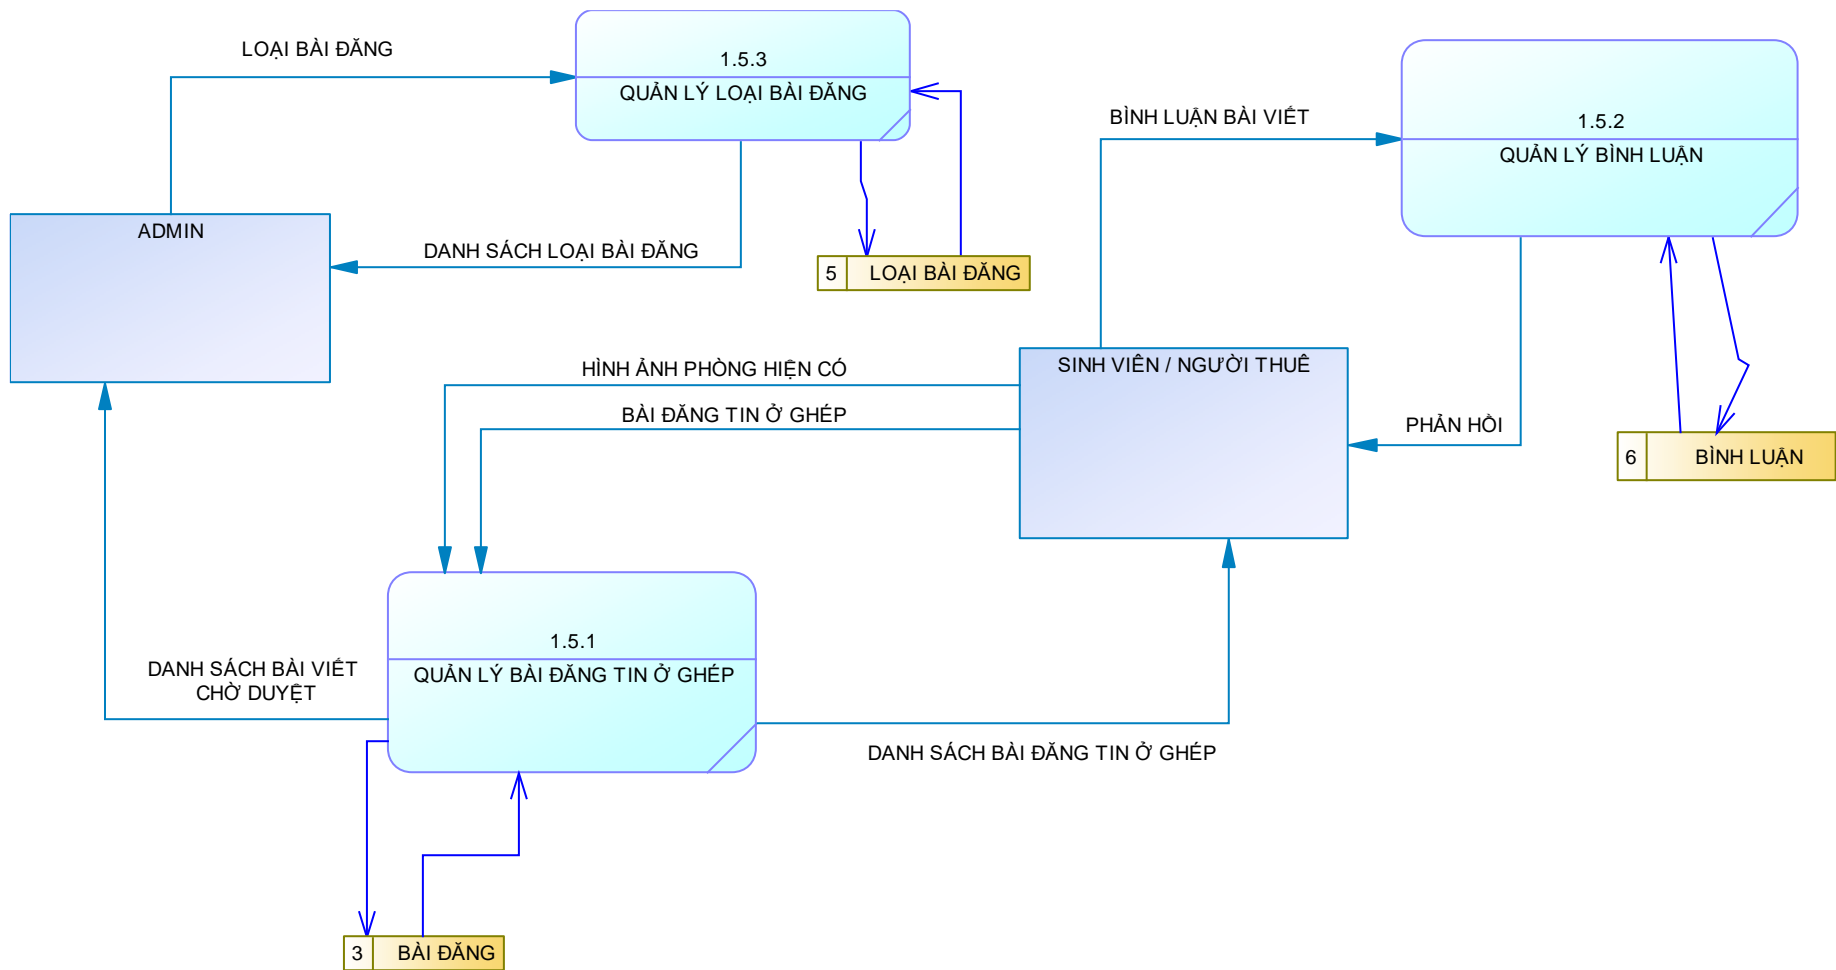 LOẠI BÀI ĐĂNG
1.5.3
QUẢN LÝ LOẠI BÀI ĐĂNG
BÌNH LUẬN BÀI VIẾT
1.5.2
QUẢN LÝ BÌNH LUẬN
ADMIN
DANH SÁCH LOẠI BÀI ĐĂNG
5 LOẠI BÀI ĐĂNG
HÌNH ẢNH PHÒNG HIỆN CÓ
SINH VIÊN / NGƯỜI THUÊ
BÀI ĐĂNG TIN Ở GHÉP
PHẢN HỒI
6 BÌNH LUẬN
1.5.1
QUẢN LÝ BÀI ĐĂNG TIN Ở GHÉP
DANH SÁCH BÀI VIẾT
CHỜ DUYỆT
DANH SÁCH BÀI ĐĂNG TIN Ở GHÉP
3 BÀI ĐĂNG